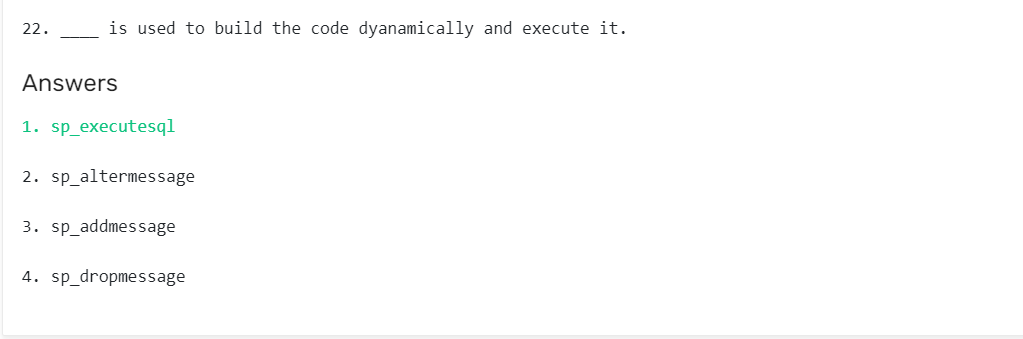 22. ____ is used to build the code dyanamically and execute it.
Answers
1. sp_executesql
2. sp_altermessage
3. sp_addmessage
4. sp_dropmessage